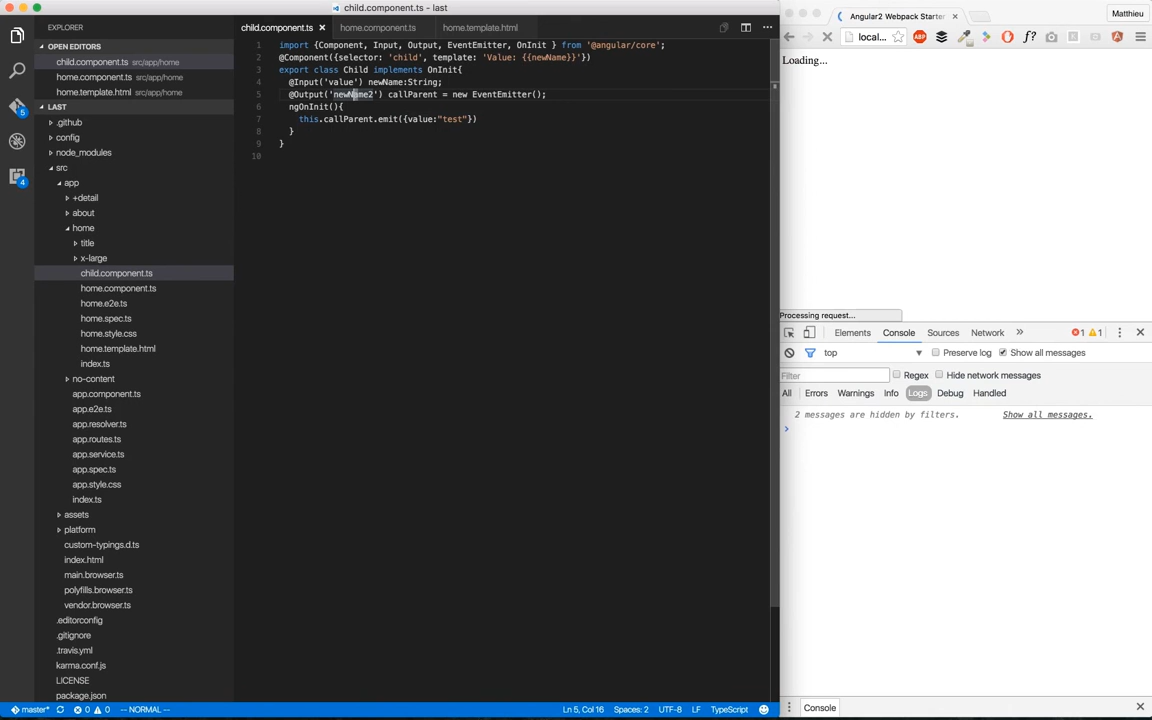 child.component.ts - last
EXPLORER
OPEN EDITORS
child.component.ts src/app/home
home.component.ts src/app/home
home.template.html src/app/home
LAST
.github
config
node_modules
src
app
+detail
about
home
title
x-large
child.component.ts
home.component.ts
home.e2e.ts
home.spec.ts
home.style.css
home.template.html
index.ts
no-content
app.component.ts
app.e2e.ts
app.resolver.ts
app.routes.ts
app.service.ts
app.spec.ts
app.style.css
index.ts
assets
platform
custom-typings.d.ts
index.html
main.browser.ts
polyfills.browser.ts
vendor.browser.ts
.editorconfig
.gitignore
.travis.yml
karma.conf.js
LICENSE
package.json
5
4
child.component.ts home.component.ts home.template.html
1 import {Component, Input, Output, EventEmitter, OnInit } from '@angular/core';
2 @Component({selector: 'child', template: 'Value: {{newName}}'})
3 export class Child implements OnInit{
4 @Input('value') newName:String;
5 @Output('newName2') callParent = new EventEmitter();
6 ngOnInit(){
7 this.callParent.emit({value:"test"})
8 }
9 }
10
master* 0 0 -- NORMAL -- Ln 5, Col 16 Spaces: 2 UTF-8 LF TypeScript
Angular2 Webpack Starter Matthieu
local... ABP f?
Loading...
Processing request...
Elements Console Sources Network » 1 1
top Preserve log Show all messages
Filter Regex Hide network messages
All Errors Warnings Info Logs Debug Handled
2 messages are hidden by filters. Show all messages.
Console